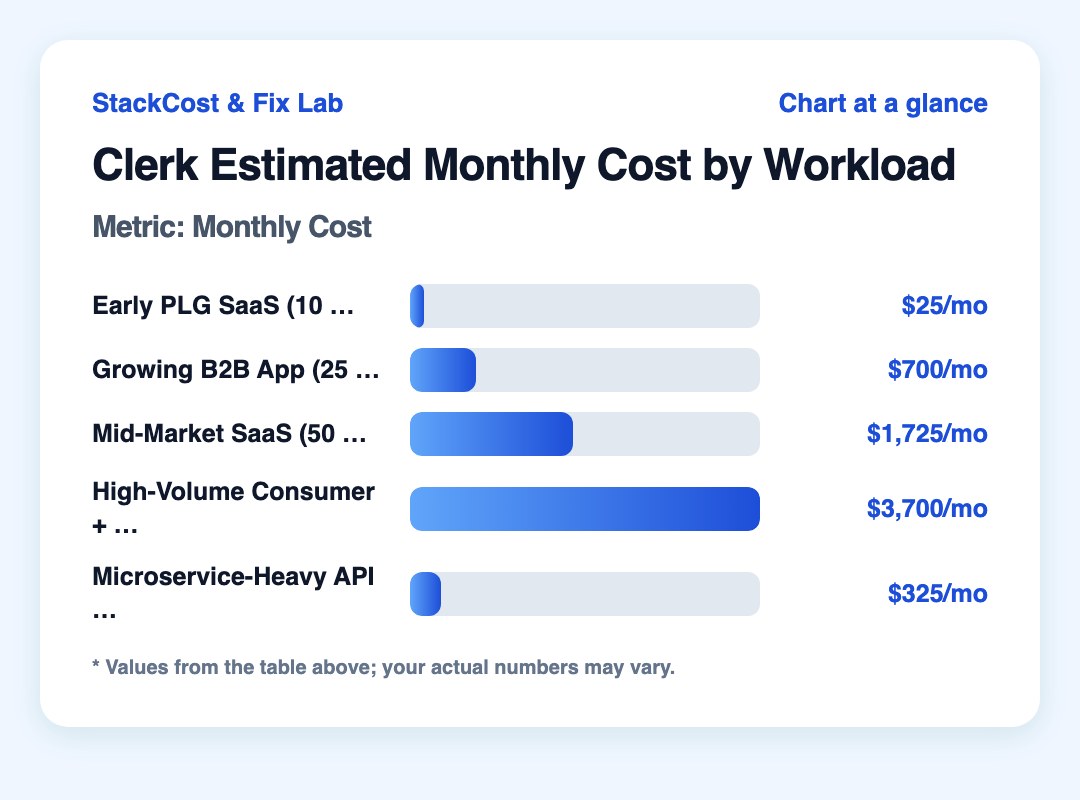 StackCost & Fix Lab
Chart at a glance
Clerk Estimated Monthly Cost by Workload
Metric: Monthly Cost
Early PLG SaaS (10 ...
$25/mo
Growing B2B App (25 ...
$700/mo
Mid-Market SaaS (50 ...
$1,725/mo
High-Volume Consumer
+ ...
$3,700/mo
Microservice-Heavy API
...
$325/mo
* Values from the table above; your actual numbers may vary.